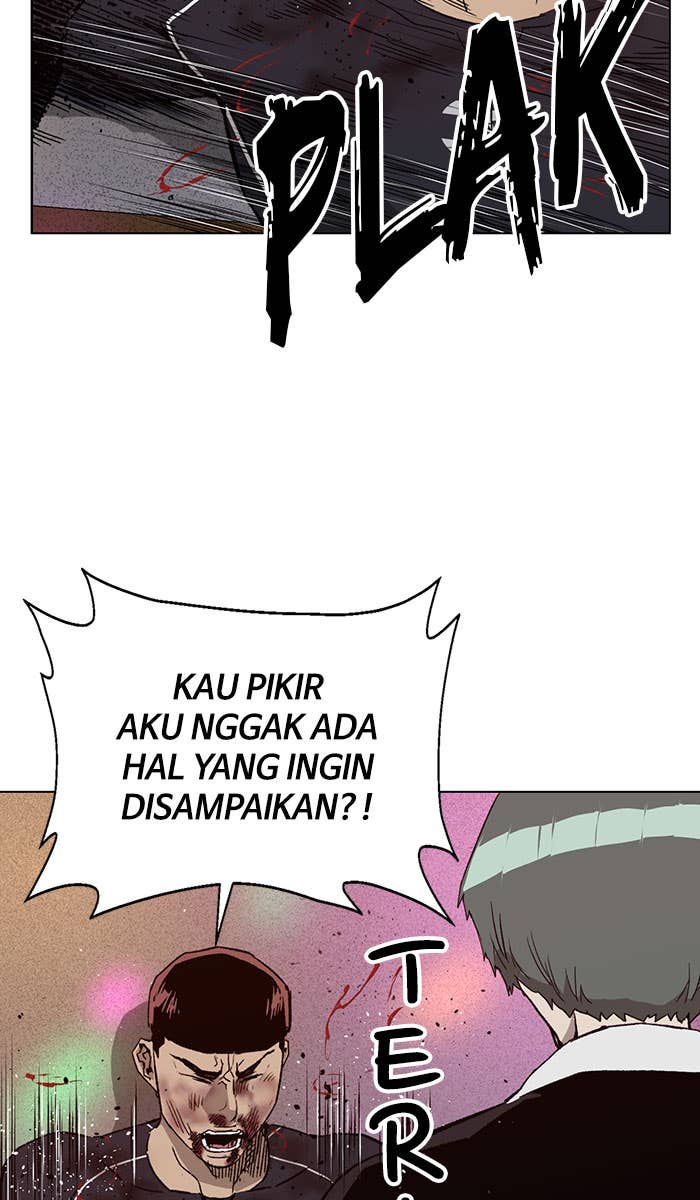 PLAK
KAU PIKIR
AKU NGGAK ADA
HAL YANG INGIN
DISAMPAIKAN?!
TER